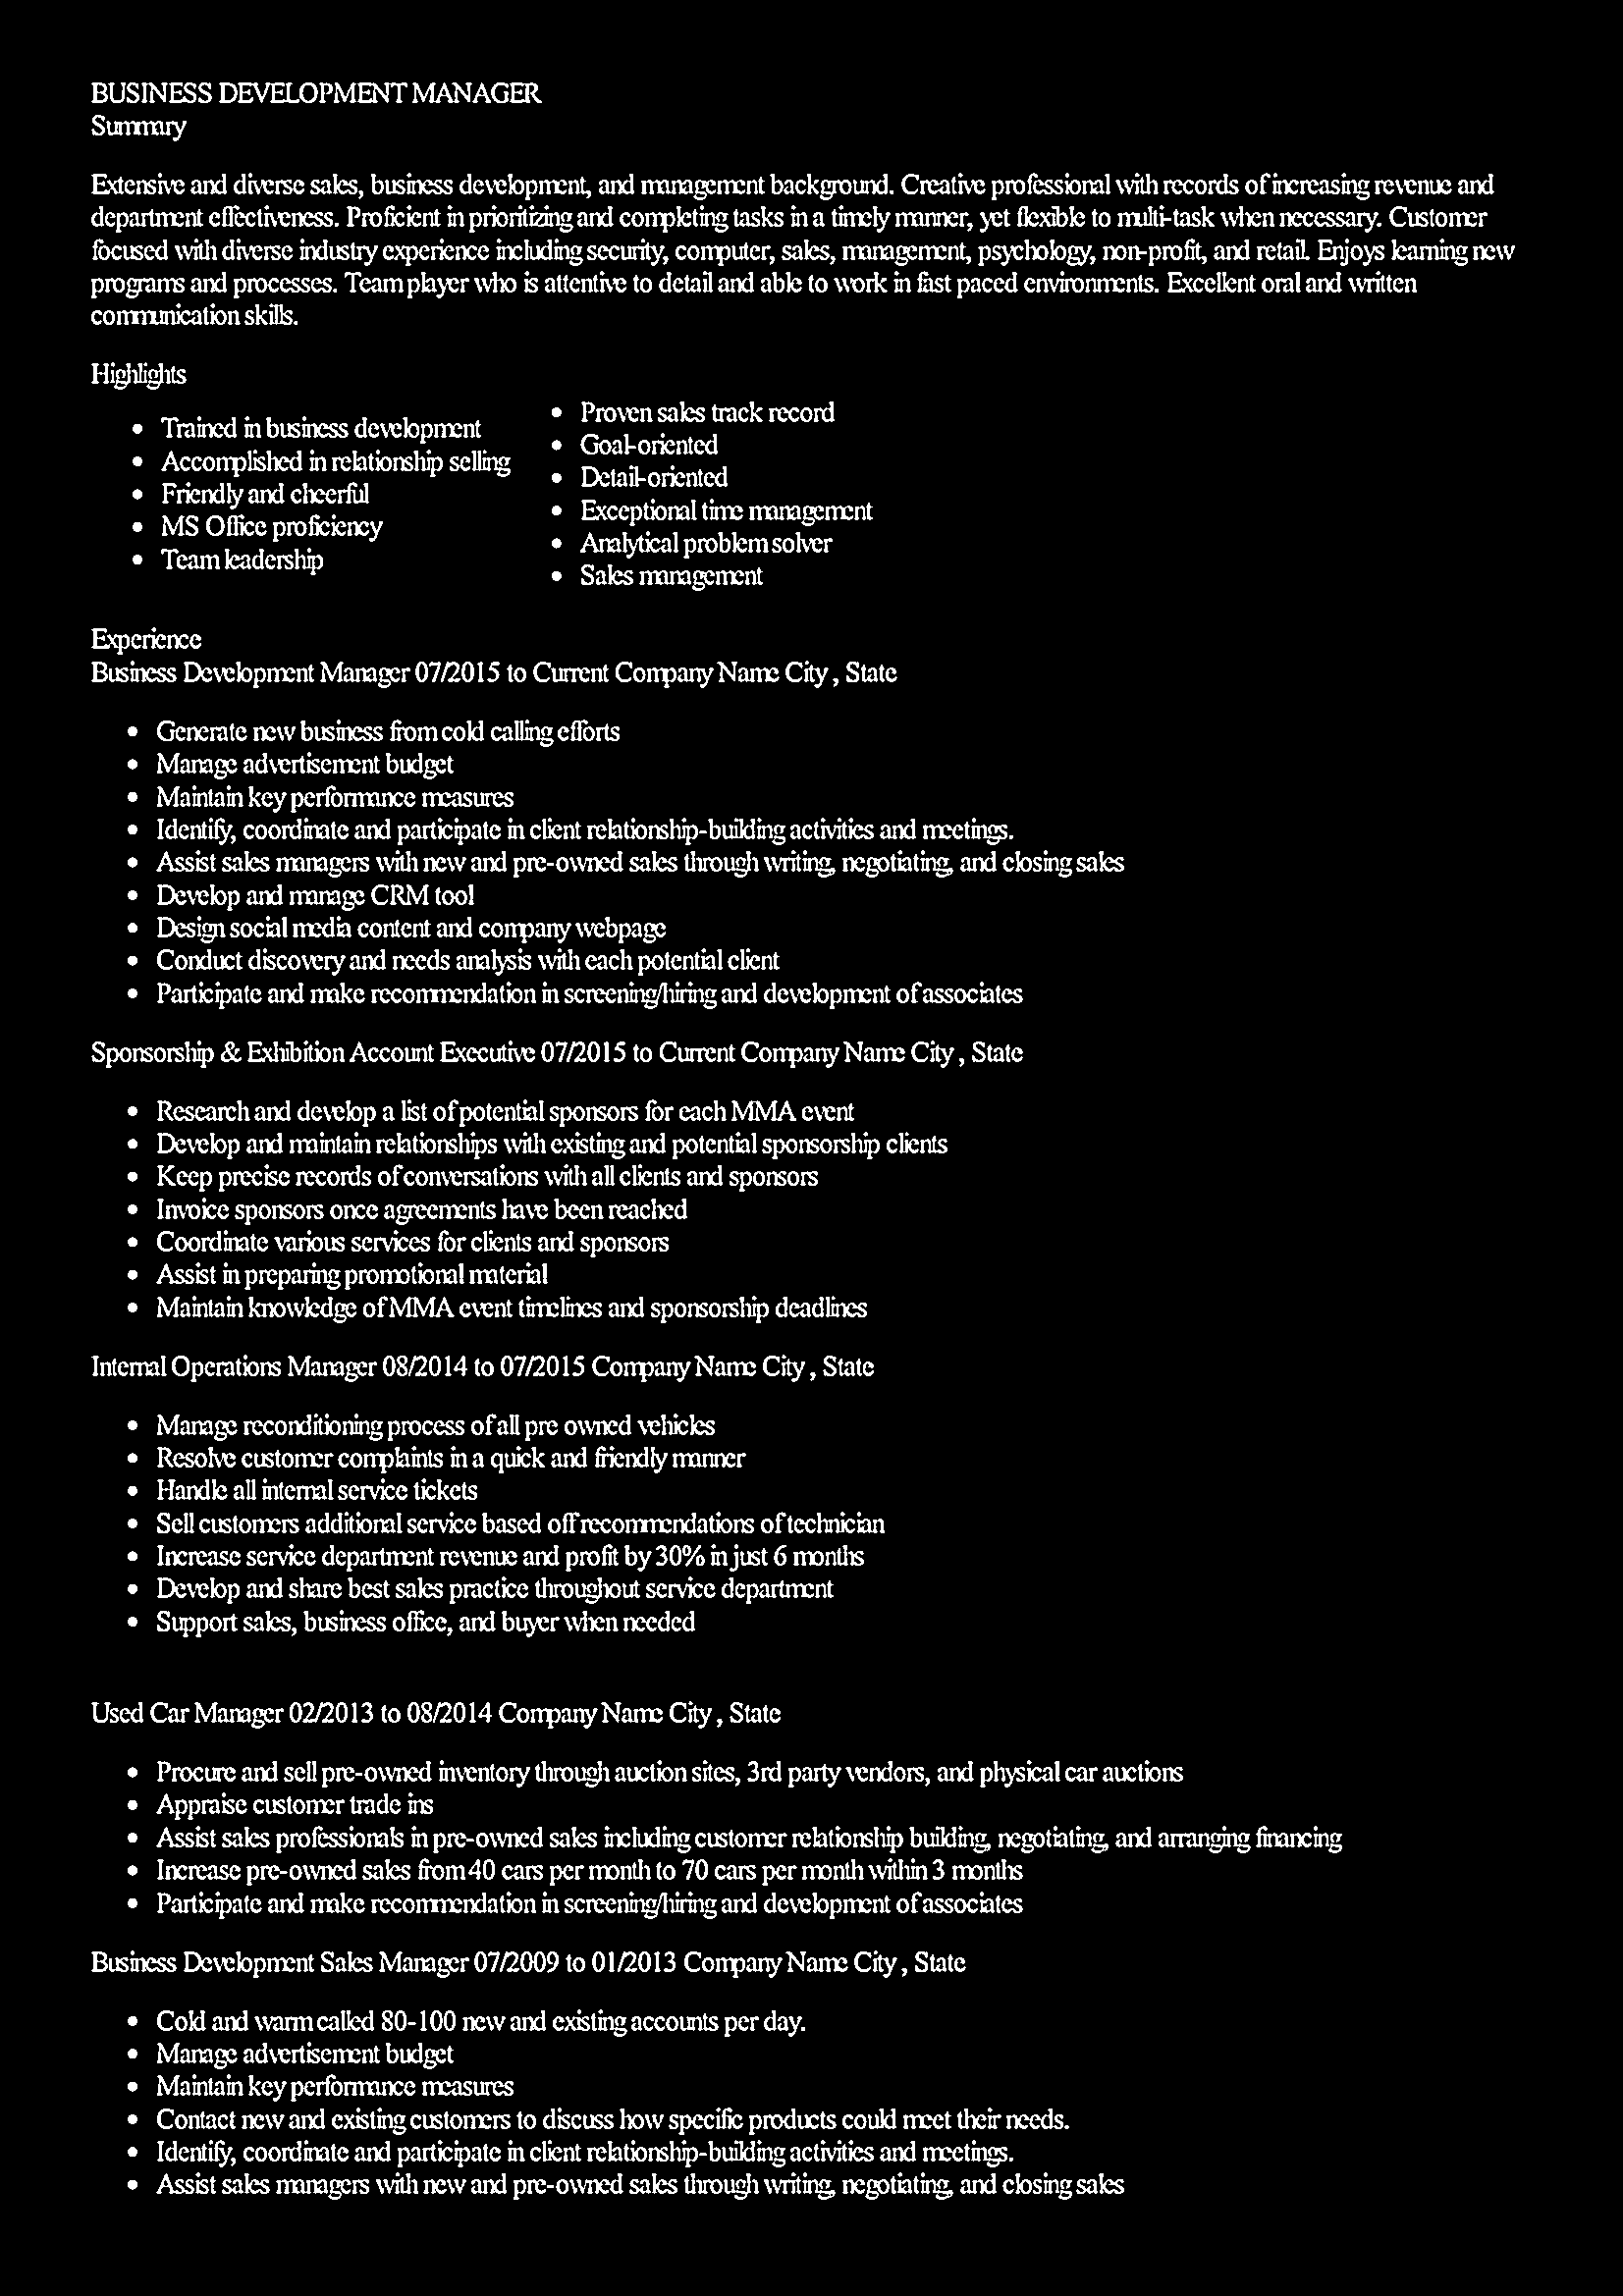 BUSINESS DEVELOPMENT MANAGER
Summary
Extensive and diverse sales, business development, and management background. Creative professional with records of increasing revenue and
department effectiveness. Proficient in prioritizing and completing tasks in a timely manner, yet flexible to multi-task when necessary. Customer
focused with diverse industry experience including security, computer, sales, management, psychology, non-profit, and retail. Enjoys learning new
programs and processes. Team player who is attentive to detail and able to work in fast paced environments. Excellent oral and written
communication skills.
Highlights
• Trained in business development
• Accomplished in relationship selling
• Friendly and cheerful
• MS Office proficiency
• Team leadership
• Proven sales track record
• Goal-oriented
• Detail-oriented
• Exceptional time management
• Analytical problem solver
• Sales management
Experience
Business Development Manager 07/2015 to Current Company Name City , State
• Generate new business from cold calling efforts
• Manage advertisement budget
• Maintain key performance measures
• Identify, coordinate and participate in client relationship-building activities and meetings.
• Assist sales managers with new and pre-owned sales through writing, negotiating, and closing sales
• Develop and manage CRM tool
• Design social media content and company webpage
• Conduct discovery and needs analysis with each potential client
• Participate and make recommendation in screening/hiring and development of associates
Sponsorship & Exhibition Account Executive 07/2015 to Current Company Name City , State
• Research and develop a list of potential sponsors for each MMA event
• Develop and maintain relationships with existing and potential sponsorship clients
• Keep precise records of conversations with all clients and sponsors
• Invoice sponsors once agreements have been reached
• Coordinate various services for clients and sponsors
• Assist in preparing promotional material
• Maintain knowledge of MMA event timelines and sponsorship deadlines
Internal Operations Manager 08/2014 to 07/2015 Company Name City , State
• Manage reconditioning process of all pre owned vehicles
• Resolve customer complaints in a quick and friendly manner
• Handle all internal service tickets
• Sell customers additional service based off recommendations of technician
• Increase service department revenue and profit by 30% in just 6 months
• Develop and share best sales practice throughout service department
• Support sales, business office, and buyer when needed
Used Car Manager 02/2013 to 08/2014 Company Name City , State
• Procure and sell pre-owned inventory through auction sites, 3rd party vendors, and physical car auctions
• Appraise customer trade ins
• Assist sales professionals in pre-owned sales including customer relationship building, negotiating, and arranging financing
• Increase pre-owned sales from 40 cars per month to 70 cars per month within 3 months
• Participate and make recommendation in screening/hiring and development of associates
Business Development Sales Manager 07/2009 to 01/2013 Company Name City , State
• Cold and warm called 80-100 new and existing accounts per day.
• Manage advertisement budget
• Maintain key performance measures
• Contact new and existing customers to discuss how specific products could meet their needs.
• Identify, coordinate and participate in client relationship-building activities and meetings.
• Assist sales managers with new and pre-owned sales through writing, negotiating, and closing sales